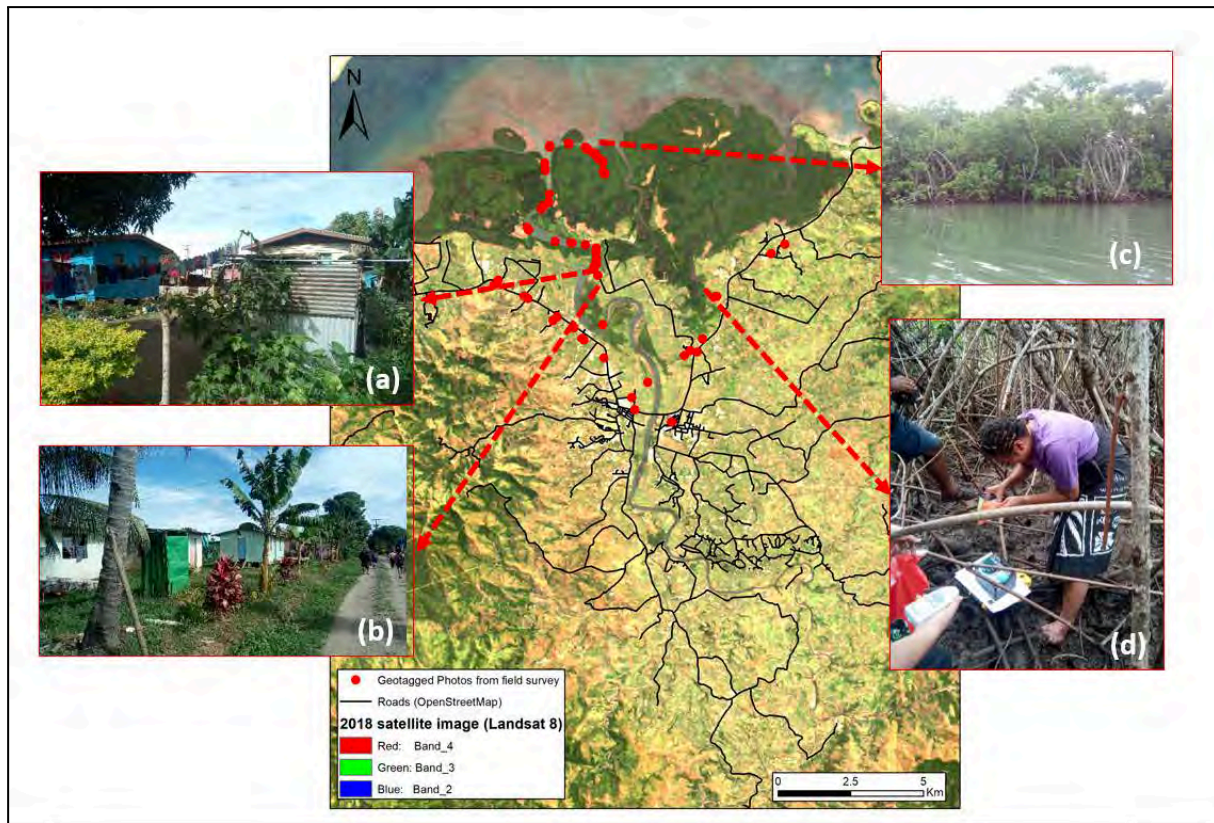 N
(a)
(b)
(c)
(d)
Geotagged Photos from field survey
Roads (OpenStreetMap)
2018 satellite image (Landsat 8)
Red: Band_4
Green: Band_3
Blue: Band_2
0 2.5 5
Km